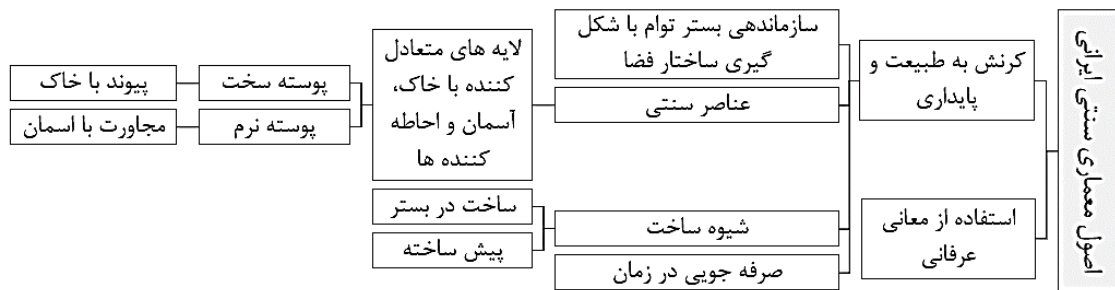 اصول معماری سنتی ایرانی
کرنش به طبیعت و
پایداری
سازماندهی بستر توام با شکل
گیری ساختار فضا
عناصر سنتی
لایه های متعادل
کننده با خاک،
آسمان و احاطه
کننده ها
پوسته سخت
پیوند با خاک
پوسته نرم
مجاورت با اسمان
شیوه ساخت
ساخت در بستر
پیش ساخته
صرفه جویی در زمان
استفاده از معانی
عرفانی